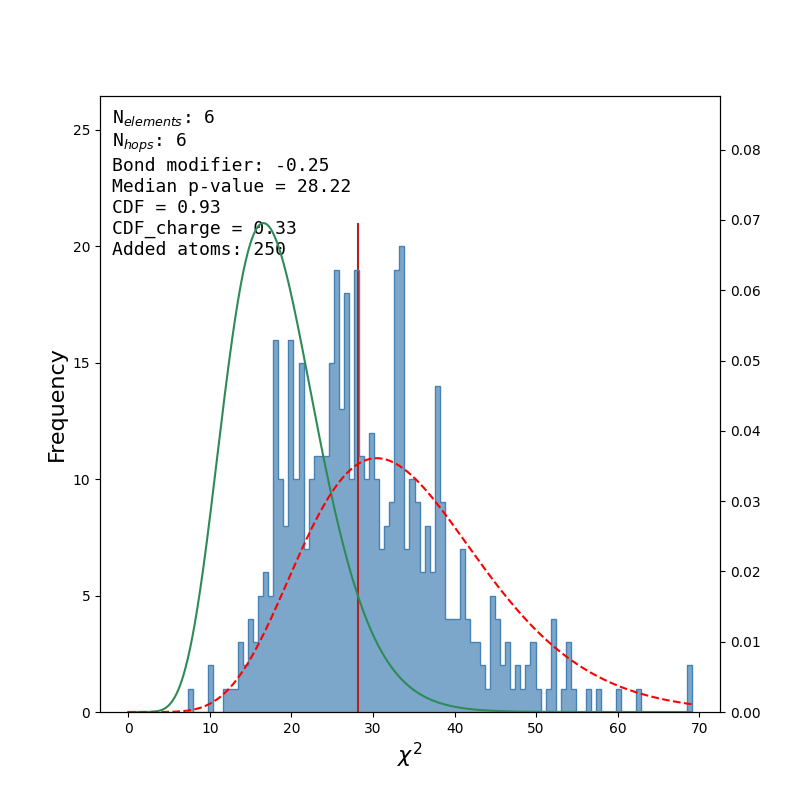 N_elements: 6
N_hops: 6
Bond modifier: -0.25
Median p-value = 28.22
CDF = 0.93
CDF_charge = 0.33
Added atoms: 250
25
20
15
10
5
0
Frequency
0.08
0.07
0.06
0.05
0.04
0.03
0.02
0.01
0.00
0 10 20 30 40 50 60 70
χ²